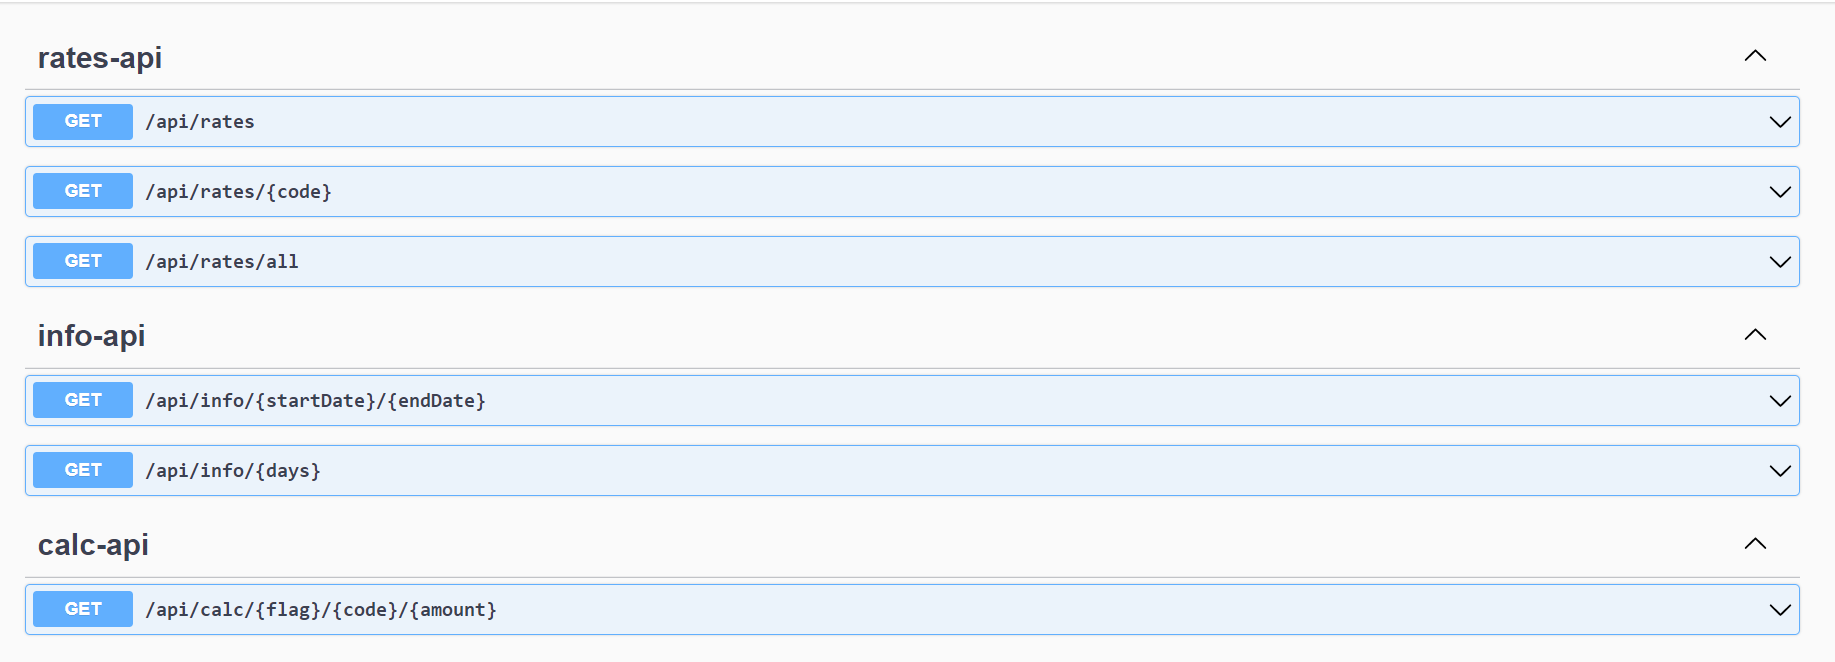 rates-api
GET /api/rates
GET /api/rates/{code}
GET /api/rates/all
info-api
GET /api/info/{startDate}/{endDate}
GET /api/info/{days}
calc-api
GET /api/calc/{flag}/{code}/{amount}